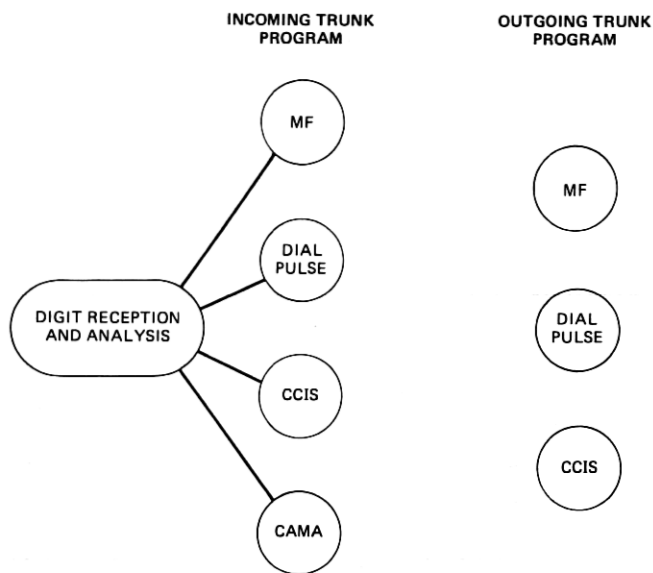 INCOMING TRUNK
PROGRAM
OUTGOING TRUNK
PROGRAM
MF
MF
DIAL
PULSE
DIGIT RECEPTION
AND ANALYSIS
DIAL
PULSE
CCIS
CCIS
CAMA